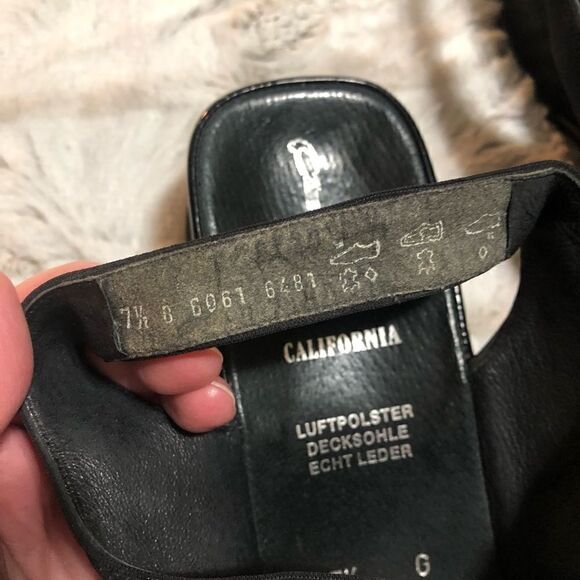 7½ G 6061 6481
CALIFORNIA
LUFTPOLSTER
DECKSOHLE
ECHT LEDER
G